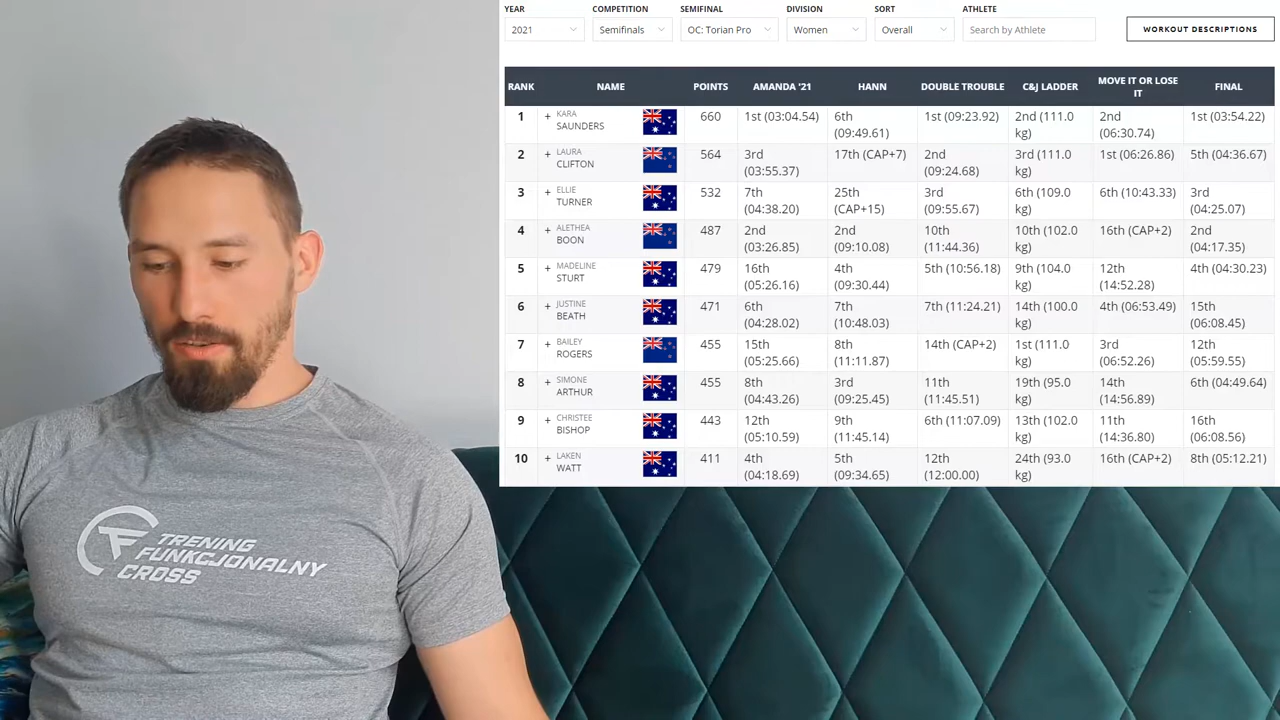 YEAR COMPETITION SEMIFINAL DIVISION SORT ATHLETE
2021 Semifinals OC: Torian Pro Women Overall Search by Athlete WORKOUT DESCRIPTIONS
RANK NAME POINTS AMANDA '21 HANN DOUBLE TROUBLE C&J LADDER MOVE IT OR LOSE IT FINAL
1 + KARA SAUNDERS 660 1st (03:04.54) 6th (09:49.61) 1st (09:23.92) 2nd (111.0 kg) 2nd (06:30.74) 1st (03:54.22)
2 + LAURA CLIFTON 564 3rd (03:55.37) 17th (CAP+7) 2nd (09:24.68) 3rd (111.0 kg) 1st (06:26.86) 5th (04:36.67)
3 + ELLIE TURNER 532 7th (04:38.20) 25th (CAP+15) 3rd (09:55.67) 6th (109.0 kg) 6th (10:43.33) 3rd (04:25.07)
4 + ALETHEA BOON 487 2nd (03:26.85) 2nd (09:10.08) 10th (11:44.36) 10th (102.0 kg) 16th (CAP+2) 2nd (04:17.35)
5 + MADELINE STURT 479 16th (05:26.16) 4th (09:30.44) 5th (10:56.18) 9th (104.0 kg) 12th (14:52.28) 4th (04:30.23)
6 + JUSTINE BEATH 471 6th (04:28.02) 7th (10:48.03) 7th (11:24.21) 14th (100.0 kg) 4th (06:53.49) 15th (06:08.45)
7 + BAILEY ROGERS 455 15th (05:25.66) 8th (11:11.87) 14th (CAP+2) 1st (111.0 kg) 3rd (06:52.26) 12th (05:59.55)
8 + SIMONE ARTHUR 455 8th (04:43.26) 3rd (09:25.45) 11th (11:45.51) 19th (95.0 kg) 14th (14:56.89) 6th (04:49.64)
9 + CHRISTEE BISHOP 443 12th (05:10.59) 9th (11:45.14) 6th (11:07.09) 13th (102.0 kg) 11th (14:36.80) 16th (06:08.56)
10 + LAKEN WATT 411 4th (04:18.69) 5th (09:34.65) 12th (12:00.00) 24th (93.0 kg) 16th (CAP+2) 8th (05:12.21)
TRENING
FUNKCJONALNY
CROSS